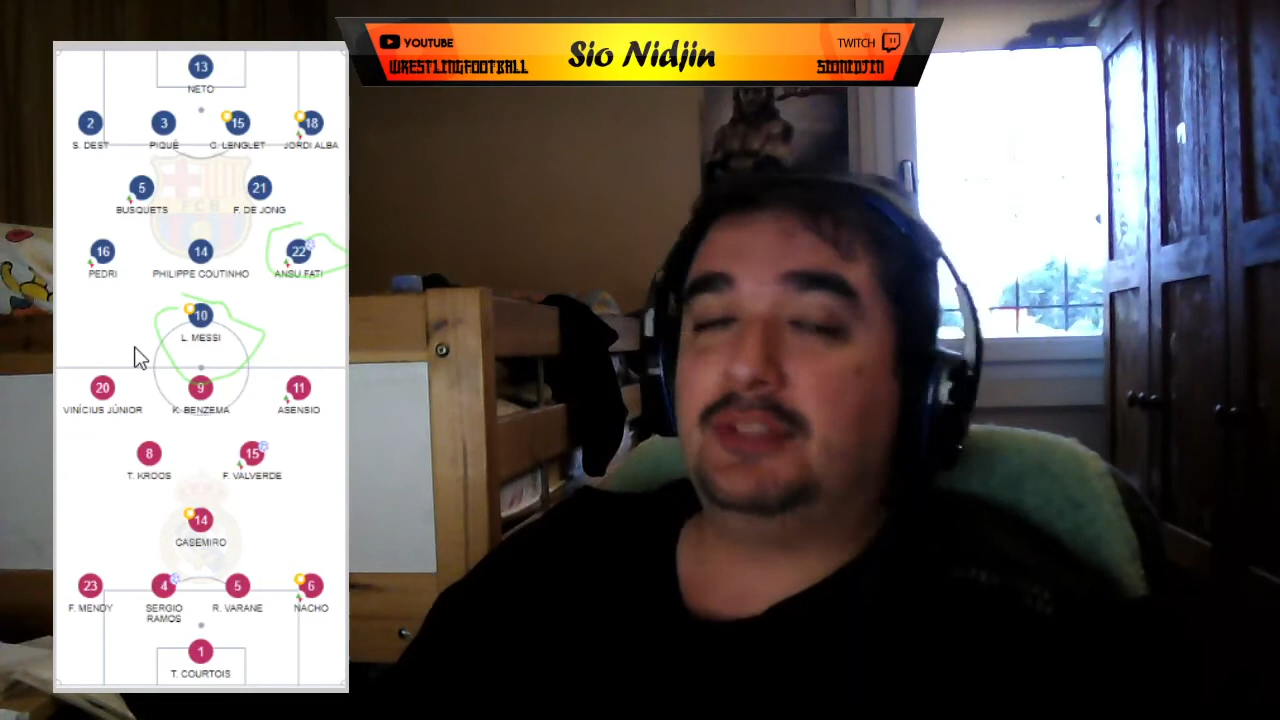 YOUTUBE
WRESTLINGFOOTBALL
Sio Nidjin
TWITCH
SIONIDJIN
13
NETO
2 3 15 18
S. DEST PIQUÉ C. LENGLET JORDI ALBA
5 21
BUSQUETS F. DE JONG
FCB
16 14 22
PEDRI PHILIPPE COUTINHO ANSU FATI
10
L. MESSI
20 9 11
VINÍCIUS JÚNIOR K. BENZEMA ASENSIO
8 15
T. KROOS F. VALVERDE
14
CASEMIRO
23 4 5 6
F. MENDY SERGIO RAMOS R. VARANE NACHO
1
T. COURTOIS